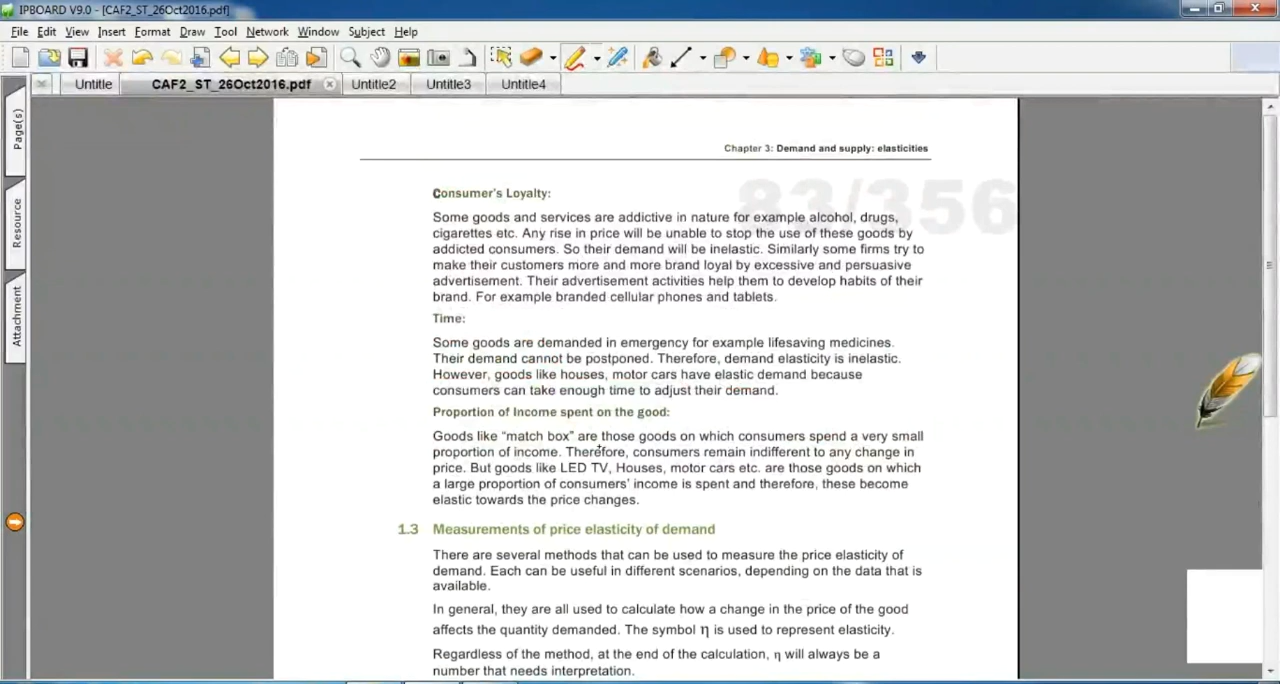 IPBOARD V9.0 - [CAF2_ST_26Oct2016.pdf]
File Edit View Insert Format Draw Tool Network Window Subject Help
Untitle CAF2_ST_26Oct2016.pdf Untitle2 Untitle3 Untitle4
Page(s)
Resource
Attachment
Chapter 3: Demand and supply: elasticities
83/356
Consumer's Loyalty:
Some goods and services are addictive in nature for example alcohol, drugs,
cigarettes etc. Any rise in price will be unable to stop the use of these goods by
addicted consumers. So their demand will be inelastic. Similarly some firms try to
make their customers more and more brand loyal by excessive and persuasive
advertisement. Their advertisement activities help them to develop habits of their
brand. For example branded cellular phones and tablets.
Time:
Some goods are demanded in emergency for example lifesaving medicines.
Their demand cannot be postponed. Therefore, demand elasticity is inelastic.
However, goods like houses, motor cars have elastic demand because
consumers can take enough time to adjust their demand.
Proportion of Income spent on the good:
Goods like “match box” are those goods on which consumers spend a very small
proportion of income. Therefore, consumers remain indifferent to any change in
price. But goods like LED TV, Houses, motor cars etc. are those goods on which
a large proportion of consumers’ income is spent and therefore, these become
elastic towards the price changes.
1.3 Measurements of price elasticity of demand
There are several methods that can be used to measure the price elasticity of
demand. Each can be useful in different scenarios, depending on the data that is
available.
In general, they are all used to calculate how a change in the price of the good
affects the quantity demanded. The symbol η is used to represent elasticity.
Regardless of the method, at the end of the calculation, η will always be a
number that needs interpretation.